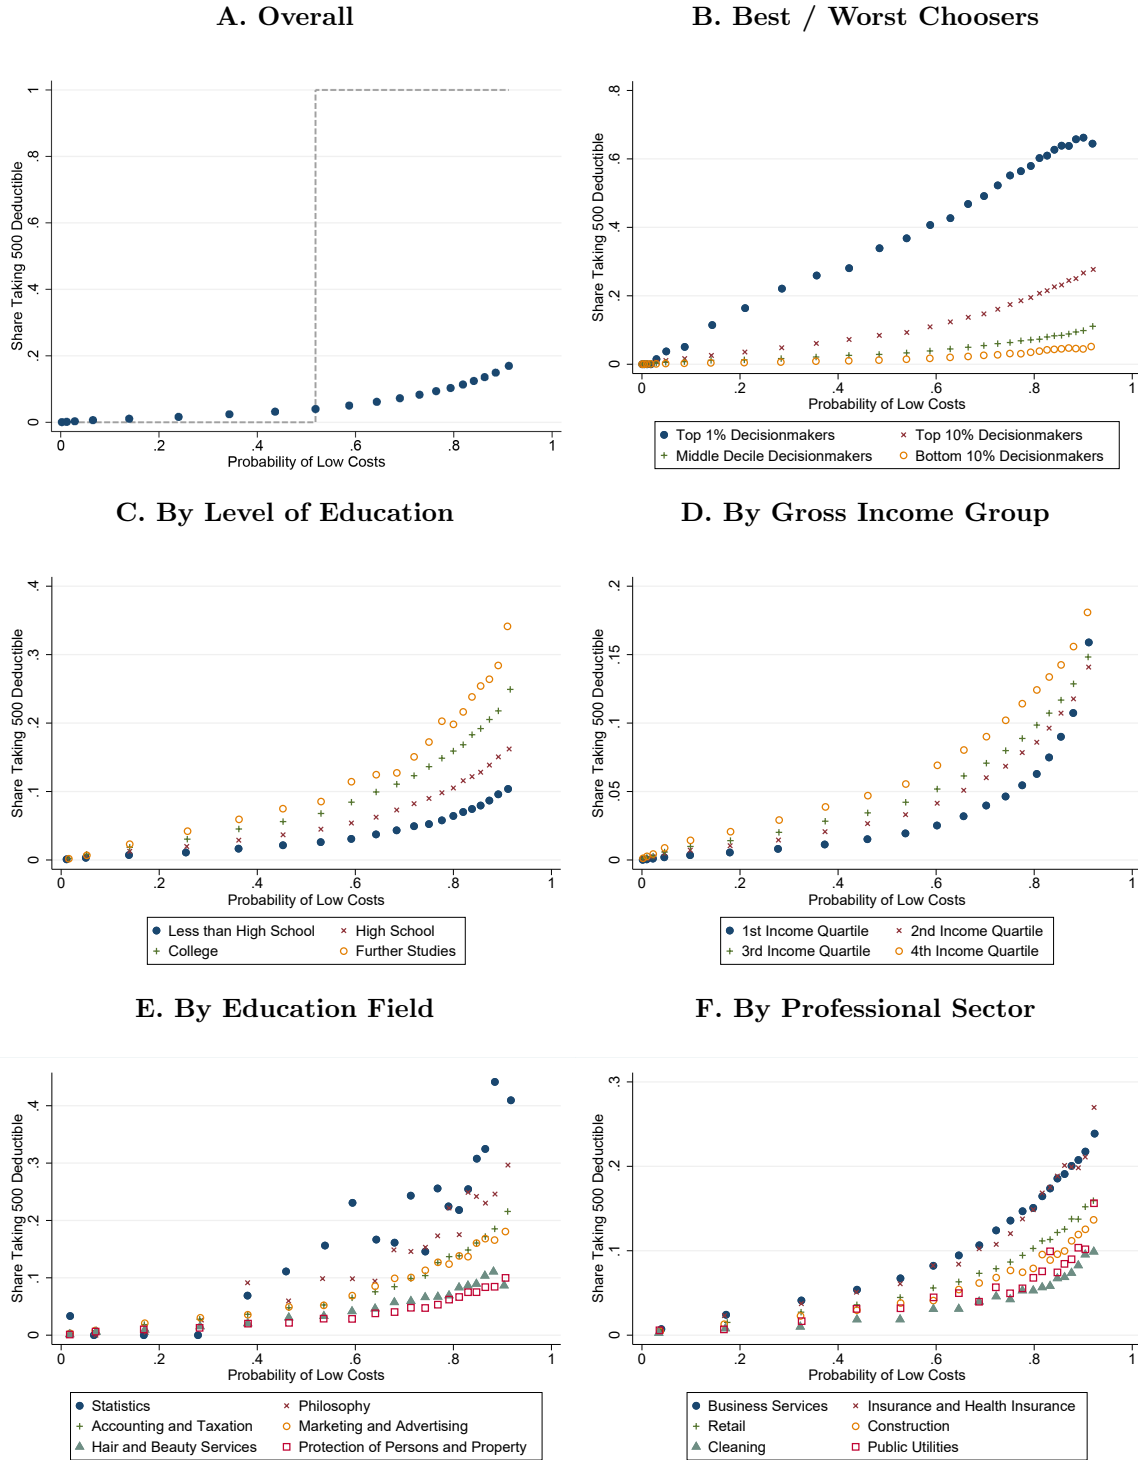 A. Overall
Share Taking 500 Deductible
0 .2 .4 .6 .8 1
0 .2 .4 .6 .8 1
Probability of Low Costs
B. Best / Worst Choosers
Share Taking 500 Deductible
0 .2 .4 .6 .8
0 .2 .4 .6 .8 1
Probability of Low Costs
Top 1% Decisionmakers Top 10% Decisionmakers
Middle Decile Decisionmakers Bottom 10% Decisionmakers
C. By Level of Education
Share Taking 500 Deductible
0 .1 .2 .3 .4
0 .2 .4 .6 .8 1
Probability of Low Costs
Less than High School High School
College Further Studies
D. By Gross Income Group
Share Taking 500 Deductible
0 .05 .1 .15 .2
0 .2 .4 .6 .8 1
Probability of Low Costs
1st Income Quartile 2nd Income Quartile
3rd Income Quartile 4th Income Quartile
E. By Education Field
Share Taking 500 Deductible
0 .1 .2 .3 .4
0 .2 .4 .6 .8 1
Probability of Low Costs
Statistics Philosophy
Accounting and Taxation Marketing and Advertising
Hair and Beauty Services Protection of Persons and Property
F. By Professional Sector
Share Taking 500 Deductible
0 .1 .2 .3
0 .2 .4 .6 .8 1
Probability of Low Costs
Business Services Insurance and Health Insurance
Retail Construction
Cleaning Public Utilities